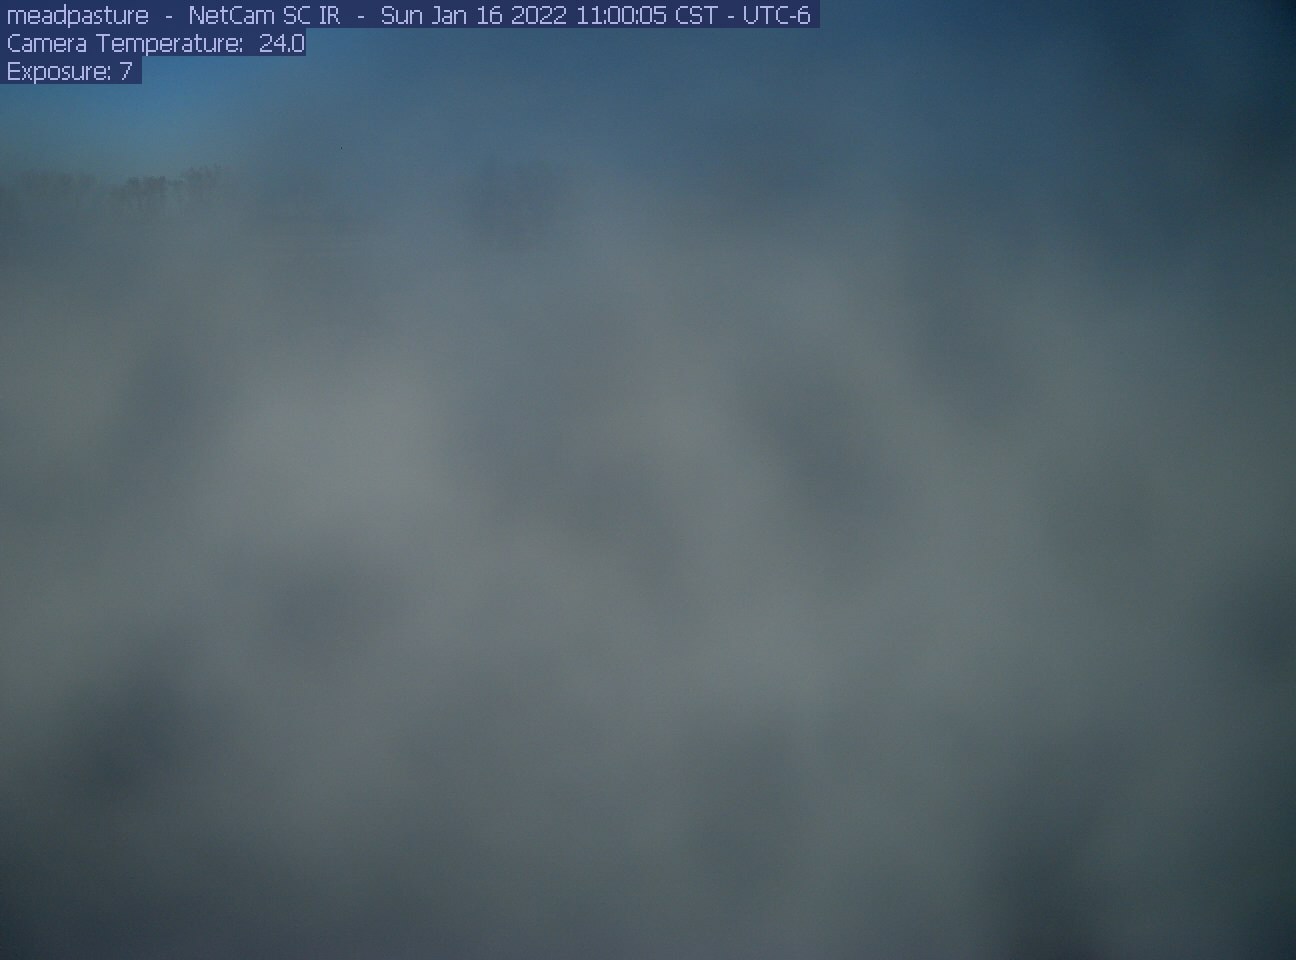 meadpasture - NetCam SC IR - Sun Jan 16 2022 11:00:05 CST - UTC-6
Camera Temperature: 24.0
Exposure: 7